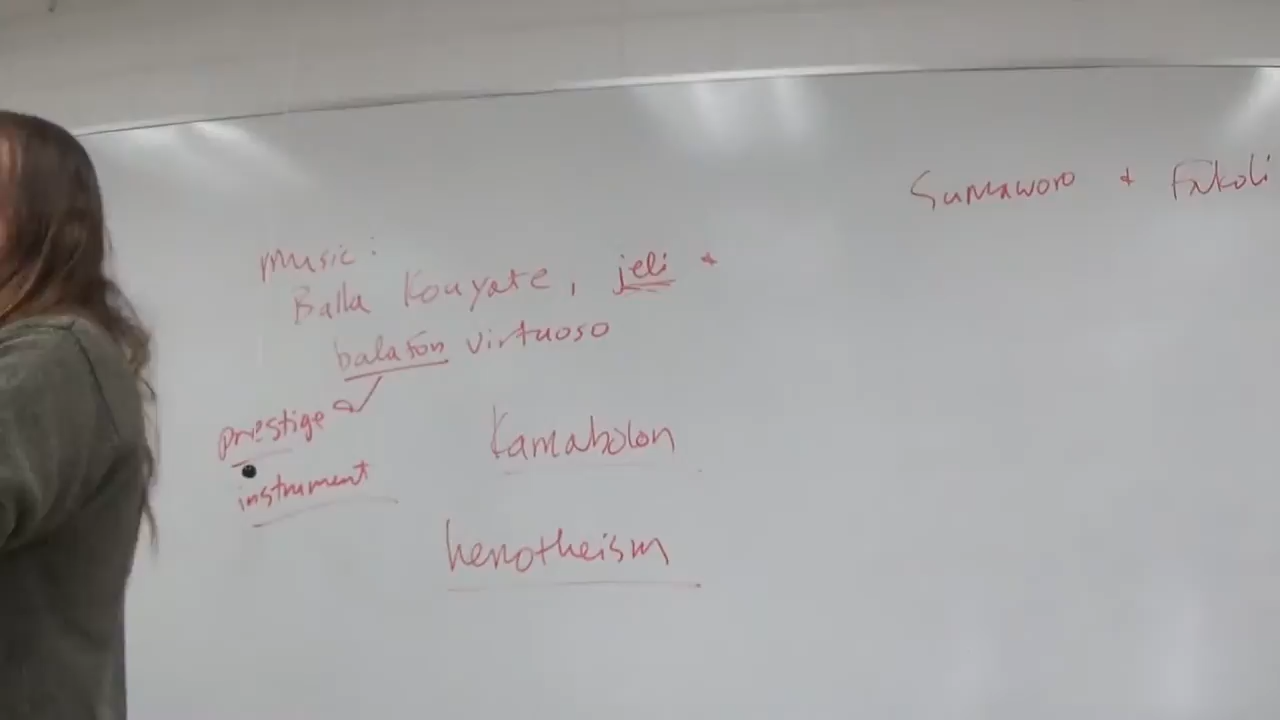 Sumaworo + Fakoli
music:
Balla Kouyate, jeli +
balafon virtuoso
prestige
instrument
Kamabolon
henotheism